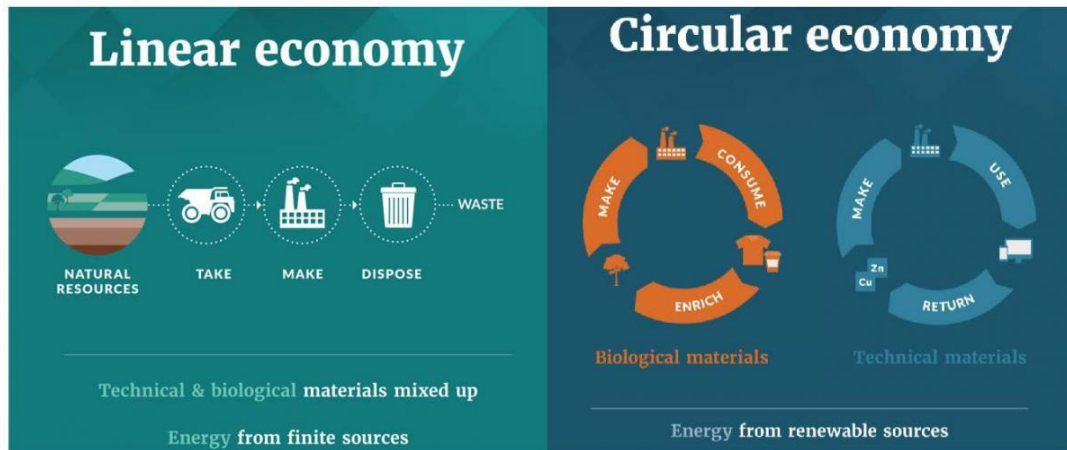 Linear economy
NATURAL
RESOURCES
TAKE
MAKE
DISPOSE
WASTE
Technical & biological materials mixed up
Energy from finite sources
Circular economy
MAKE
CONSUME
ENRICH
Biological materials
MAKE
USE
RETURN
Zn
Cu
Technical materials
Energy from renewable sources